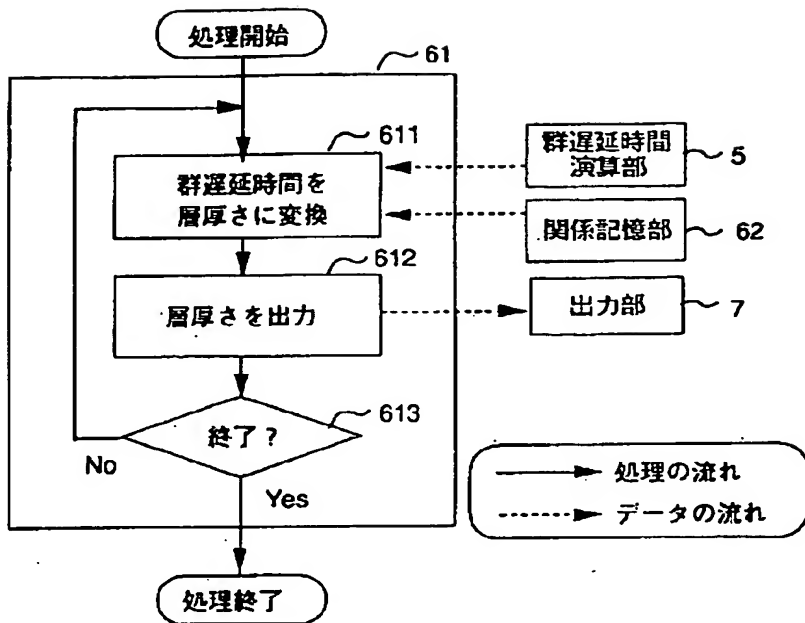 処理開始
61
611
群遅延時間を
層厚さに変換
群遅延時間
演算部
5
関係記憶部
62
612
層厚さを出力
出力部
7
613
終了?
No
Yes
処理の流れ
データの流れ
処理終了